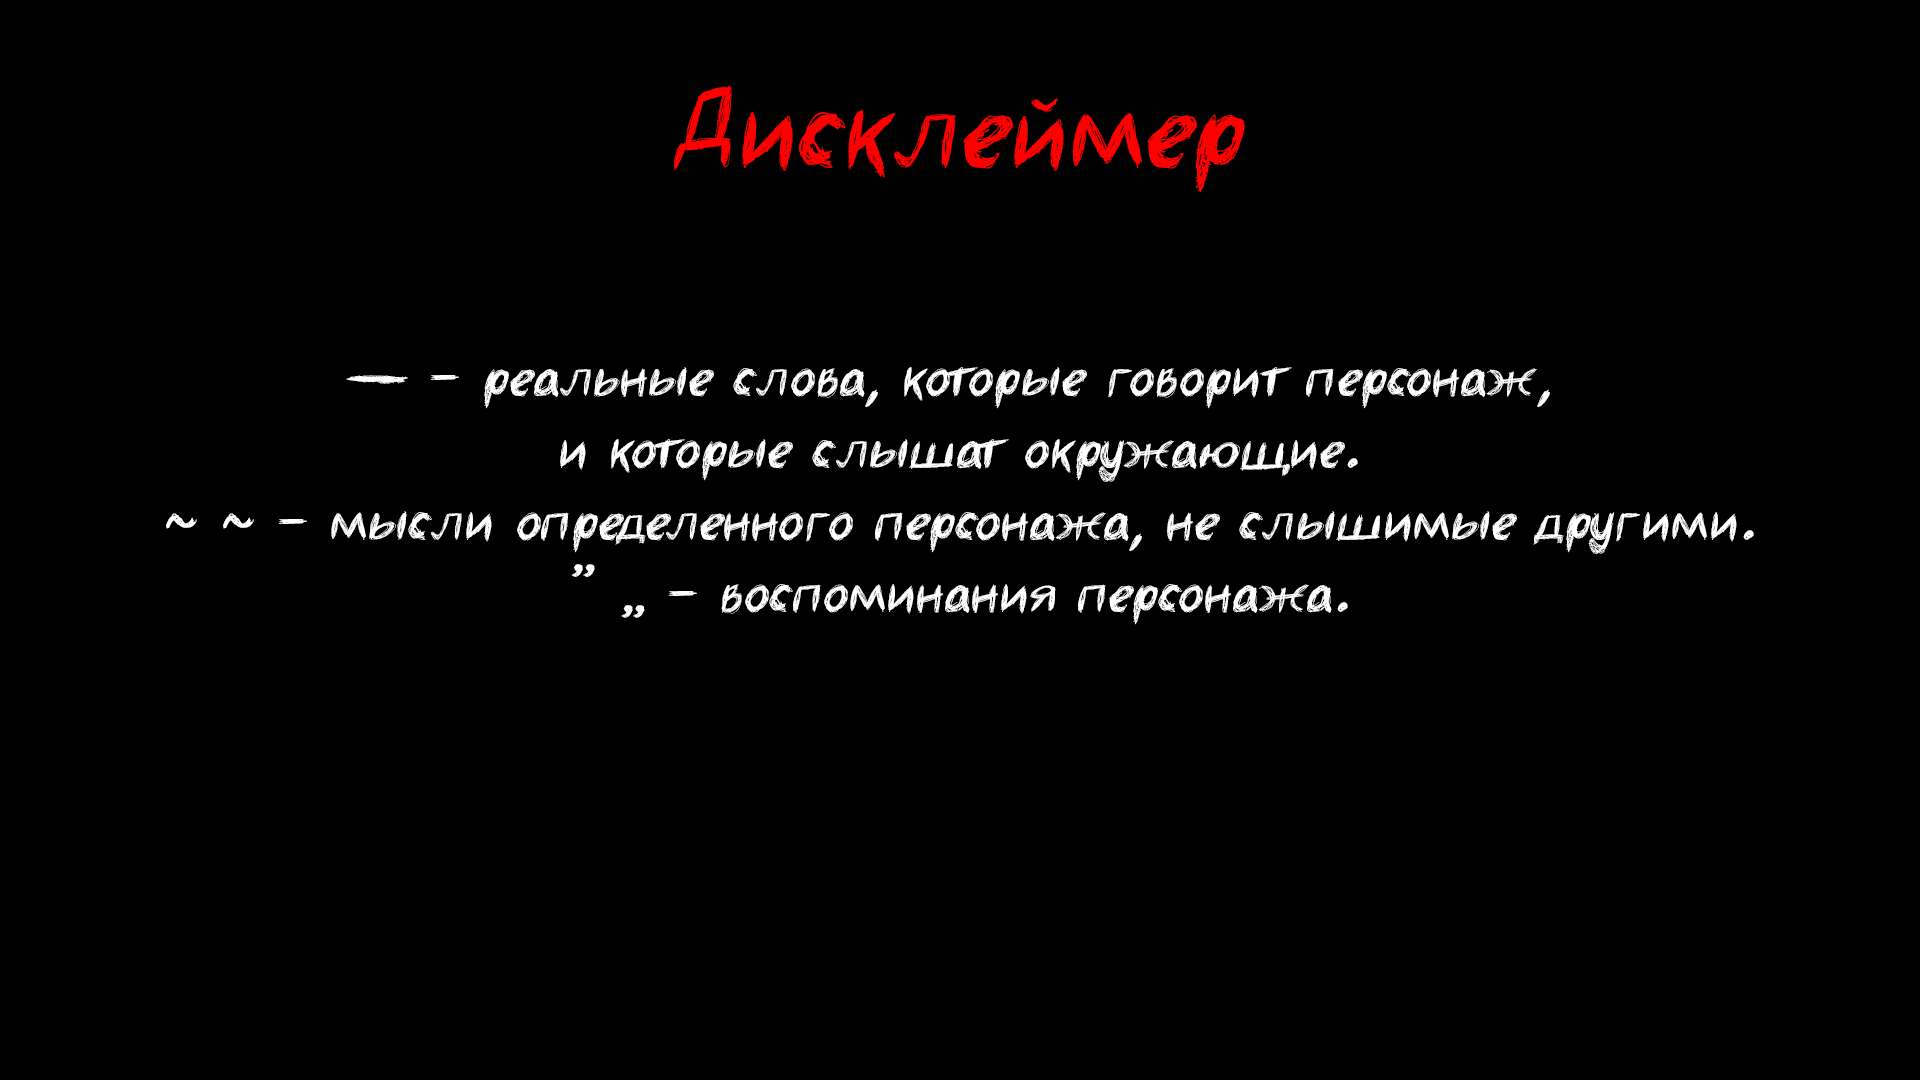 Дисклеймер
— - реальные слова, которые говорит персонаж,
и которые слышат окружающие.
~ ~ - мысли определенного персонажа, не слышимые другими.
” „ - воспоминания персонажа.